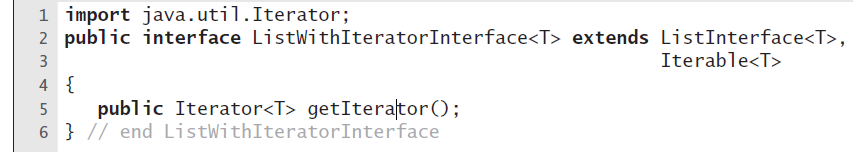 1 import java.util.Iterator;
2 public interface ListWithIteratorInterface<T> extends ListInterface<T>,
3 Iterable<T>
4 {
5 public Iterator<T> getIterator();
6 } // end ListWithIteratorInterface